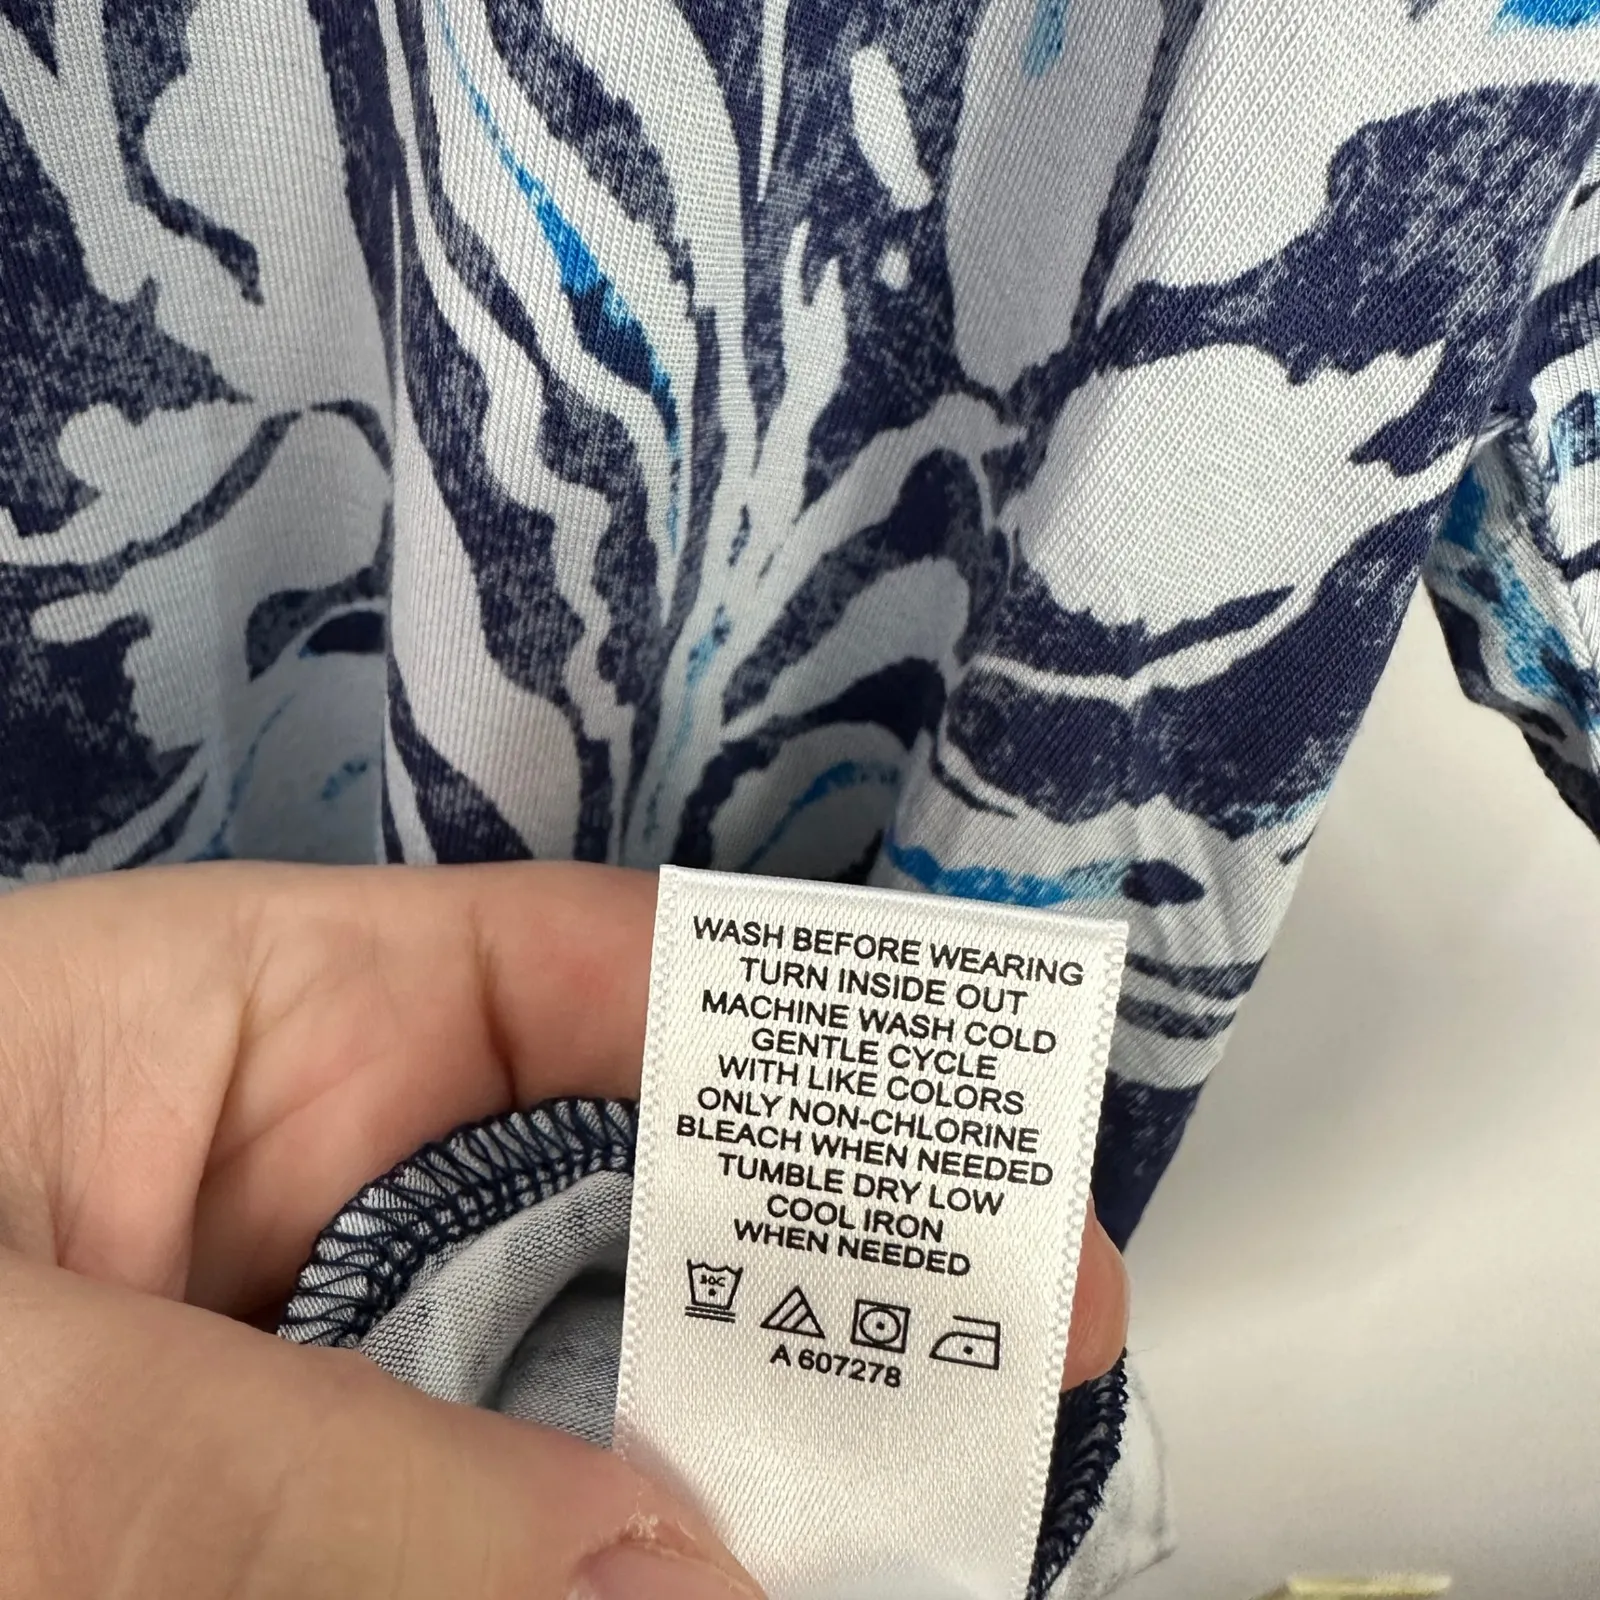 WASH BEFORE WEARING
TURN INSIDE OUT
MACHINE WASH COLD
GENTLE CYCLE
WITH LIKE COLORS
ONLY NON-CHLORINE
BLEACH WHEN NEEDED
TUMBLE DRY LOW
COOL IRON
WHEN NEEDED
30C
A 607278